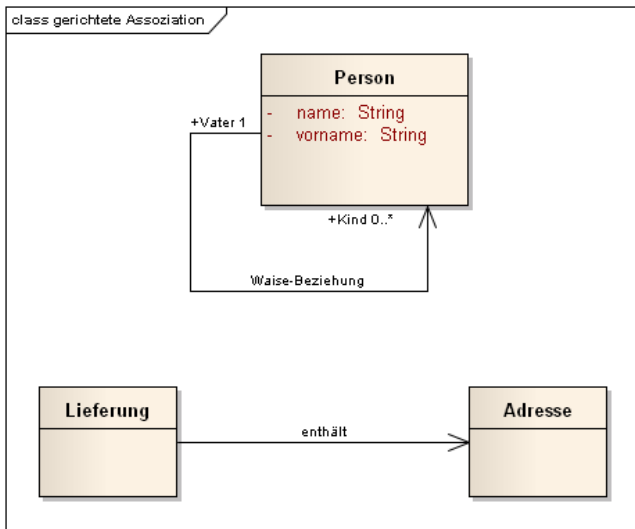 class gerichtete Assoziation
Person
- name: String
- vorname: String
+Vater 1
+Kind 0..*
Waise-Beziehung
Lieferung
Adresse
enthält